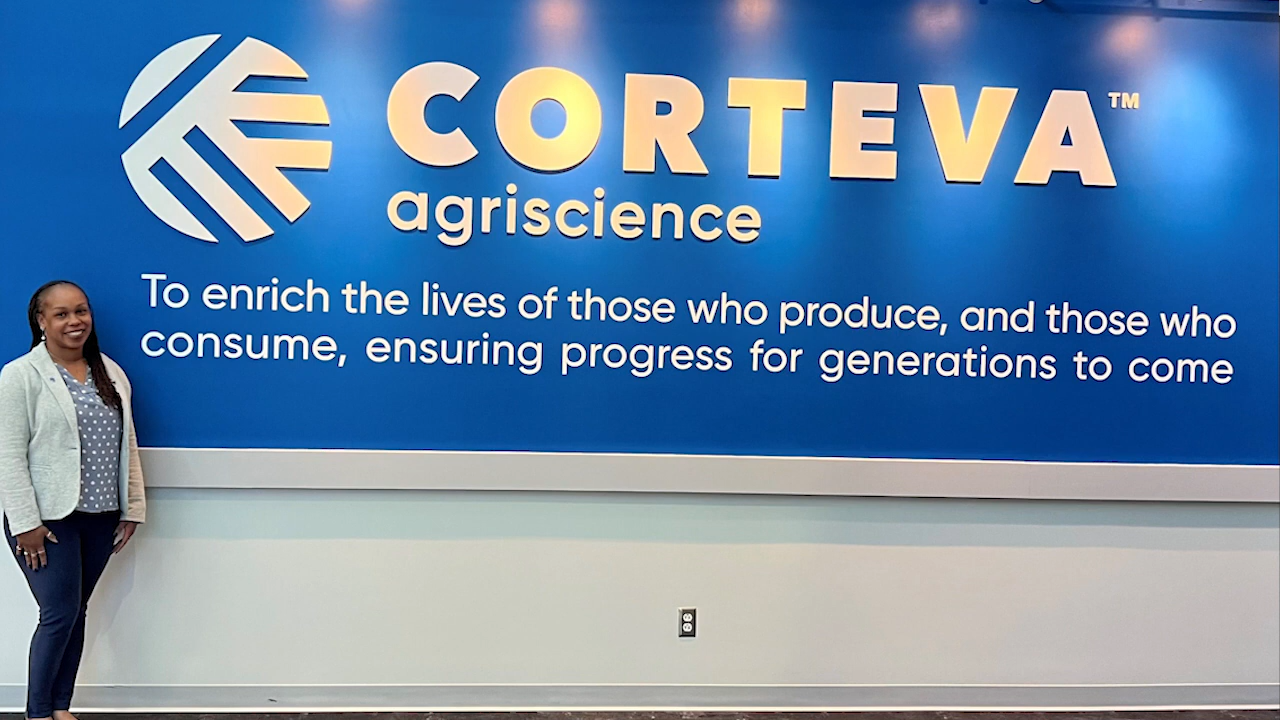 CORTEVA™
agriscience
To enrich the lives of those who produce, and those who
consume, ensuring progress for generations to come